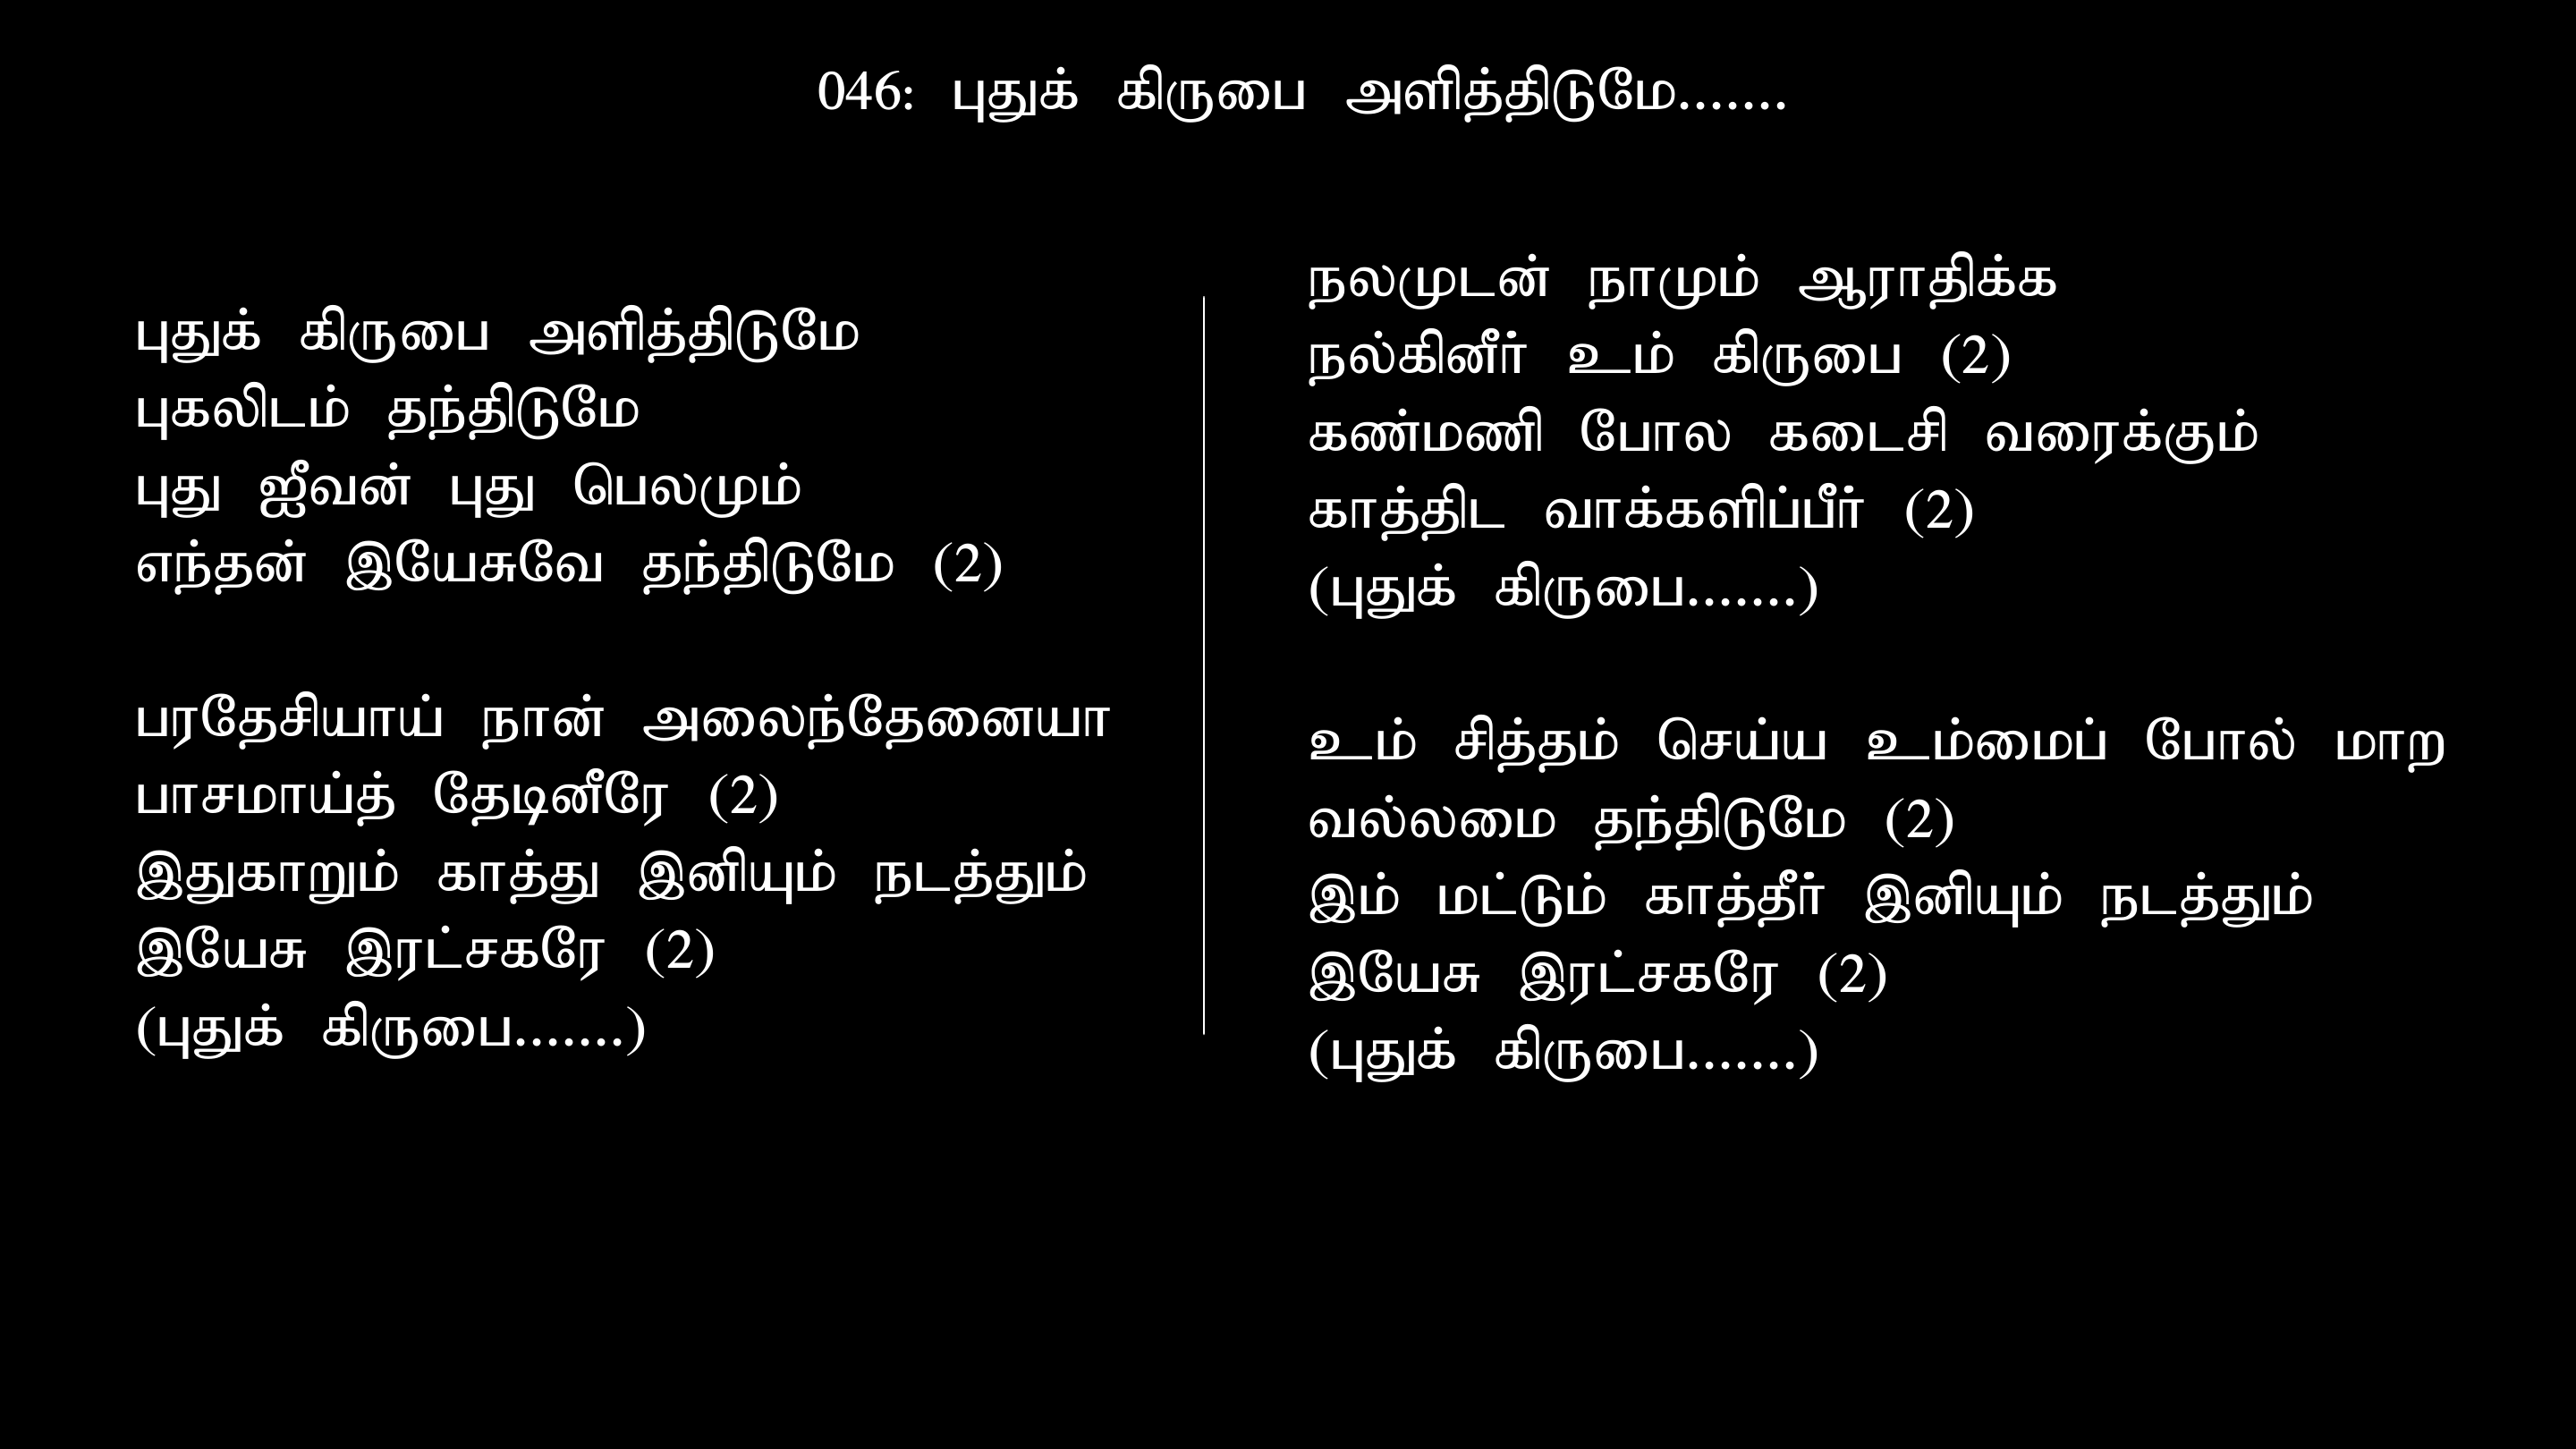 046: புதுக் கிருபை அளித்திடுமே.......
புதுக் கிருபை அளித்திடுமே
புகலிடம் தந்திடுமே
புது ஜீவன் புது பெலமும்
எந்தன் இயேசுவே தந்திடுமே (2)
பரதேசியாய் நான் அலைந்தேனையா
பாசமாய்த் தேடினீரே (2)
இதுகாறும் காத்து இனியும் நடத்தும்
இயேசு இரட்சகரே (2)
(புதுக் கிருபை.......)
நலமுடன் நாமும் ஆராதிக்க
நல்கினீர் உம் கிருபை (2)
கண்மணி போல கடைசி வரைக்கும்
காத்திட வாக்களிப்பீர் (2)
(புதுக் கிருபை.......)
உம் சித்தம் செய்ய உம்மைப் போல் மாற
வல்லமை தந்திடுமே (2)
இம் மட்டும் காத்தீர் இனியும் நடத்தும்
இயேசு இரட்சகரே (2)
(புதுக் கிருபை.......)